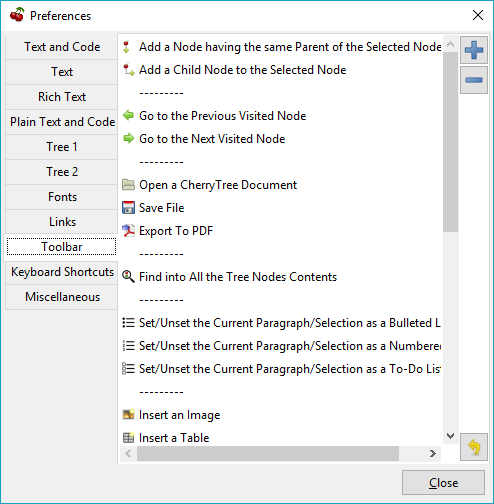 Preferences
Text and Code
Text
Rich Text
Plain Text and Code
Tree 1
Tree 2
Fonts
Links
Toolbar
Keyboard Shortcuts
Miscellaneous
Add a Node having the same Parent of the Selected Node
Add a Child Node to the Selected Node
---------
Go to the Previous Visited Node
Go to the Next Visited Node
---------
Open a CherryTree Document
Save File
Export To PDF
---------
Find into All the Tree Nodes Contents
---------
Set/Unset the Current Paragraph/Selection as a Bulleted L
Set/Unset the Current Paragraph/Selection as a Numbered
Set/Unset the Current Paragraph/Selection as a To-Do Lis
---------
Insert an Image
Insert a Table
Close